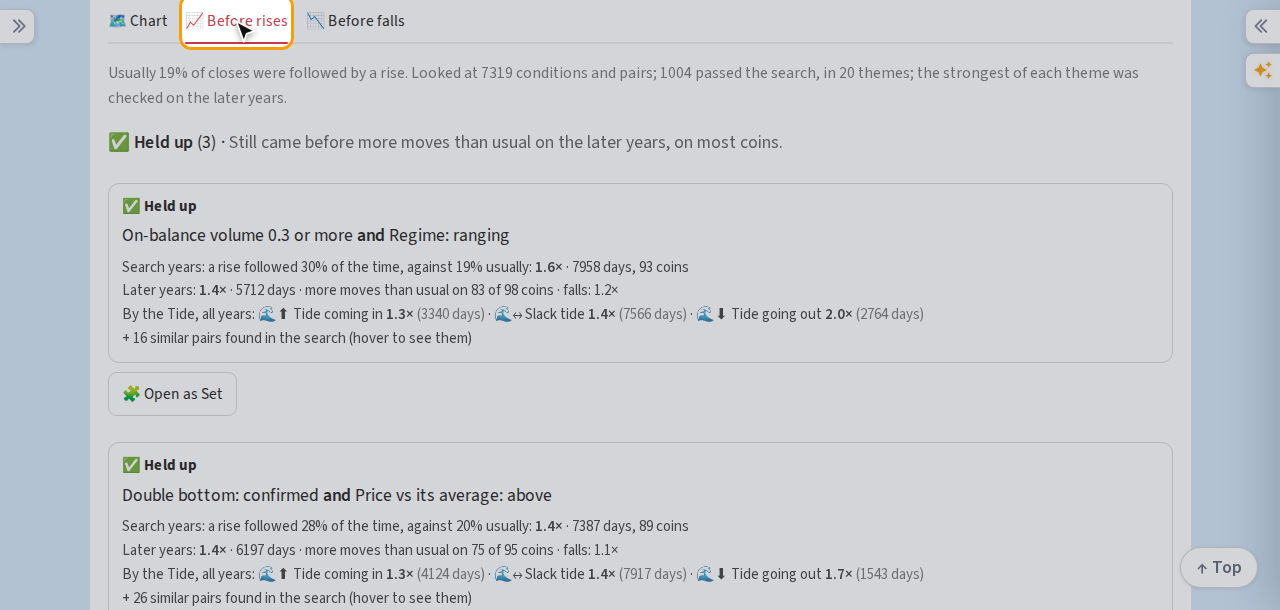 🗺️ Chart
📈 Before rises
📉 Before falls
Usually 19% of closes were followed by a rise. Looked at 7319 conditions and pairs; 1004 passed the search, in 20 themes; the strongest of each theme was
checked on the later years.
✅ Held up (3) · Still came before more moves than usual on the later years, on most coins.
✅ Held up
On-balance volume 0.3 or more and Regime: ranging
Search years: a rise followed 30% of the time, against 19% usually: 1.6× · 7958 days, 93 coins
Later years: 1.4× · 5712 days · more moves than usual on 83 of 98 coins · falls: 1.2×
By the Tide, all years: 🌊⬆ Tide coming in 1.3× (3340 days) · 🌊↔ Slack tide 1.4× (7566 days) · 🌊⬇ Tide going out 2.0× (2764 days)
+ 16 similar pairs found in the search (hover to see them)
🧩 Open as Set
✅ Held up
Double bottom: confirmed and Price vs its average: above
Search years: a rise followed 28% of the time, against 20% usually: 1.4× · 7387 days, 89 coins
Later years: 1.4× · 6197 days · more moves than usual on 75 of 95 coins · falls: 1.1×
By the Tide, all years: 🌊⬆ Tide coming in 1.3× (4124 days) · 🌊↔ Slack tide 1.4× (7917 days) · 🌊⬇ Tide going out 1.7× (1543 days)
+ 26 similar pairs found in the search (hover to see them)
↑ Top